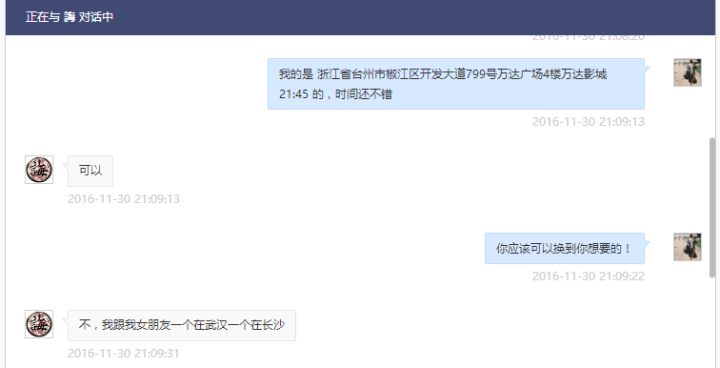 正在与 海 对话中
2016-11-30 21:08:20
我的是 浙江省台州市椒江区开发大道799号万达广场4楼万达影城
21:45 的，时间还不错
2016-11-30 21:09:13
可以
2016-11-30 21:09:13
你应该可以换到你想要的！
2016-11-30 21:09:22
不，我跟我女朋友一个在武汉一个在长沙
2016-11-30 21:09:31